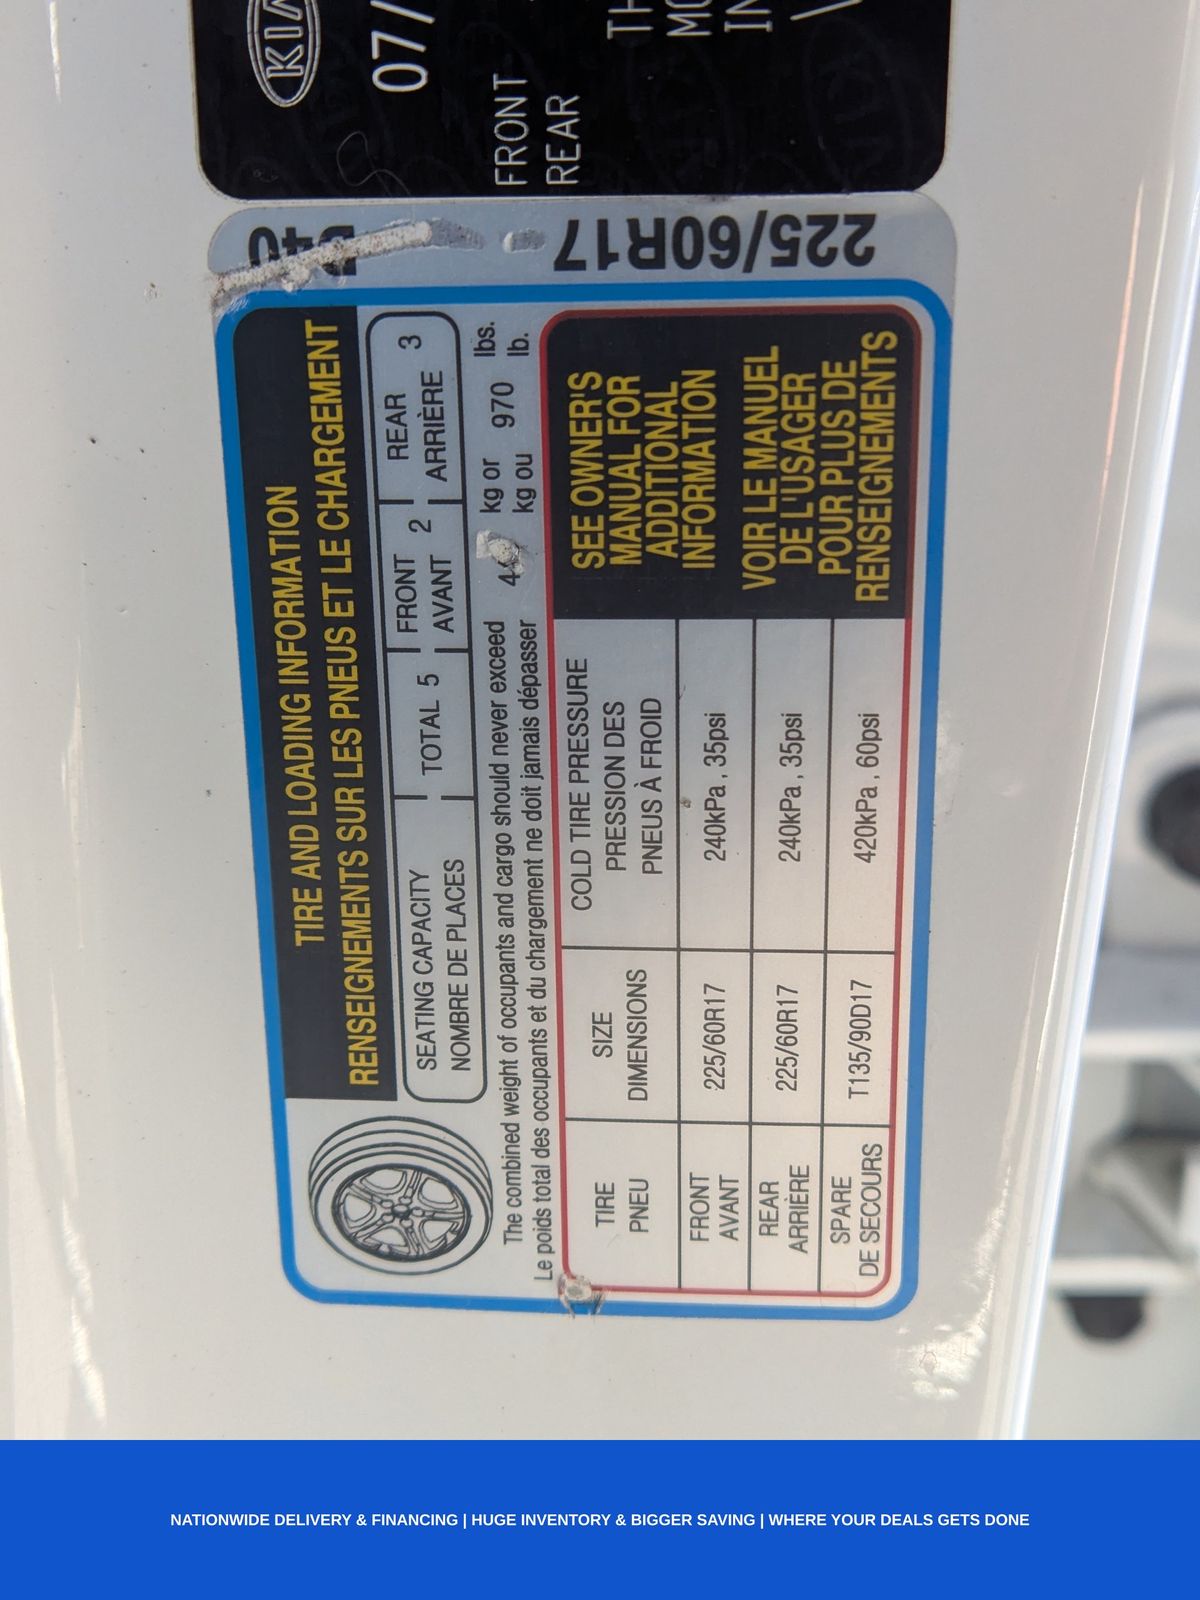 KIA
07/
FRONT
REAR
225/60R17
TIRE AND LOADING INFORMATION
RENSEIGNEMENTS SUR LES PNEUS ET LE CHARGEMENT
SEATING CAPACITY
NOMBRE DE PLACES
TOTAL 5
FRONT
AVANT 2
REAR
ARRIÈRE 3
The combined weight of occupants and cargo should never exceed kg or 970 lbs.
Le poids total des occupants et du chargement ne doit jamais dépasser kg ou lb.
TIRE
PNEU
SIZE
DIMENSIONS
COLD TIRE PRESSURE
PRESSION DES
PNEUS À FROID
FRONT
AVANT
225/60R17
240kPa, 35psi
REAR
ARRIÈRE
225/60R17
240kPa, 35psi
SPARE
DE SECOURS
T135/90D17
420kPa, 60psi
SEE OWNER'S
MANUAL FOR
ADDITIONAL
INFORMATION
VOIR LE MANUEL
DE L'USAGER
POUR PLUS DE
RENSEIGNEMENTS
NATIONWIDE DELIVERY & FINANCING | HUGE INVENTORY & BIGGER SAVING | WHERE YOUR DEALS GETS DONE